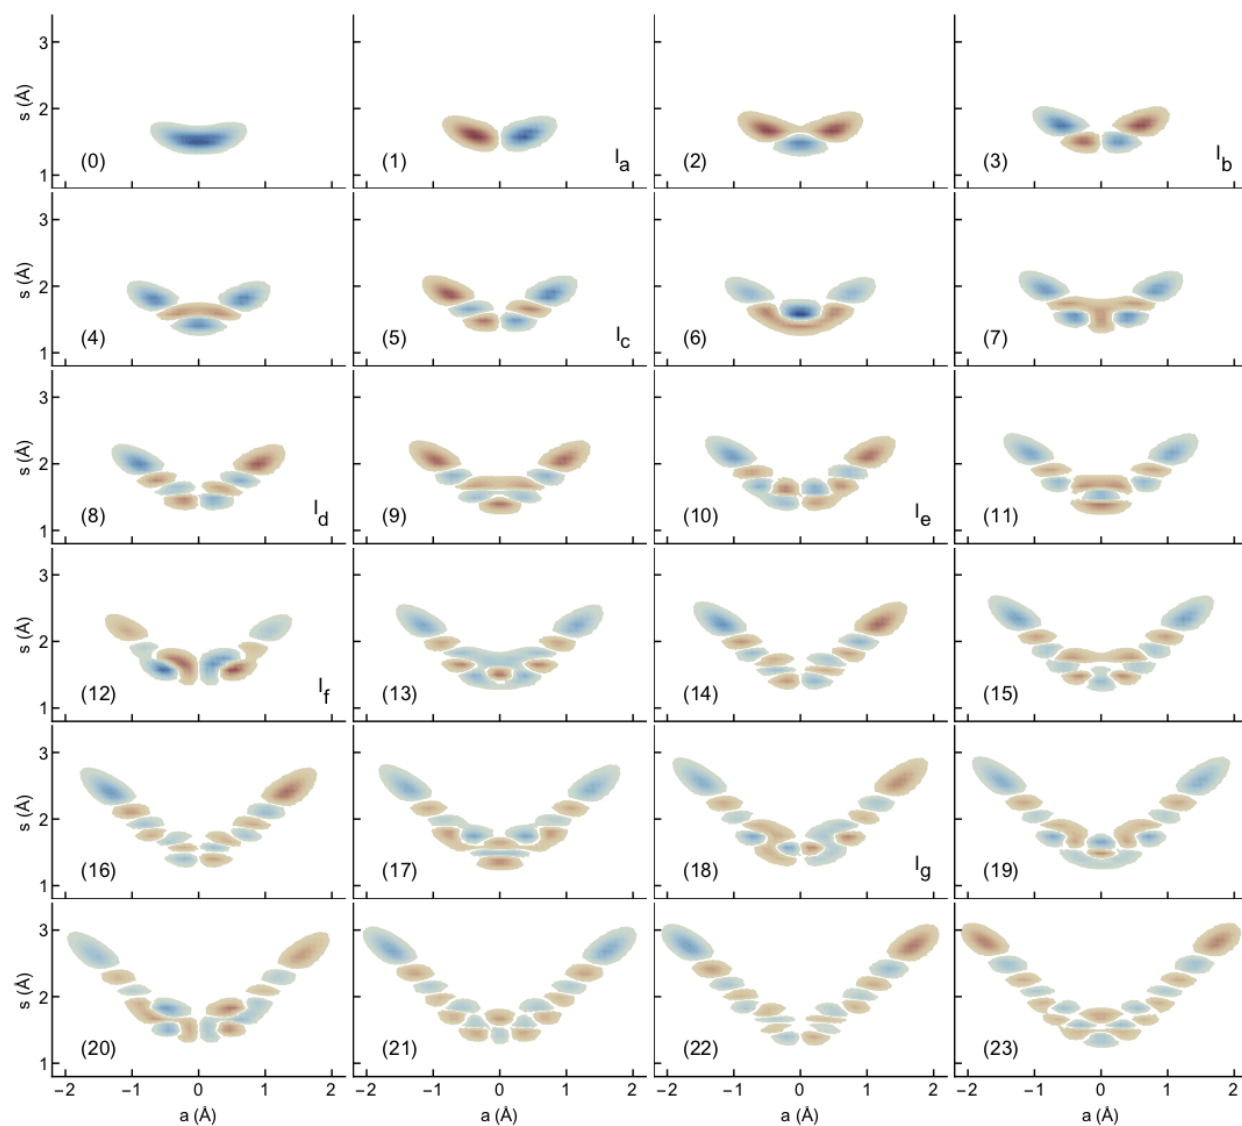 s (Å)
3
2
1
(0)
(1)
I_a
(2)
(3)
I_b
s (Å)
3
2
1
(4)
(5)
I_c
(6)
(7)
s (Å)
3
2
1
(8)
I_d
(9)
(10)
I_e
(11)
s (Å)
3
2
1
(12)
I_f
(13)
(14)
(15)
s (Å)
3
2
1
(16)
(17)
(18)
I_g
(19)
s (Å)
3
2
1
(20)
(21)
(22)
(23)
−2 −1 0 1 2 −2 −1 0 1 2 −2 −1 0 1 2 −2 −1 0 1 2
a (Å) a (Å) a (Å) a (Å)